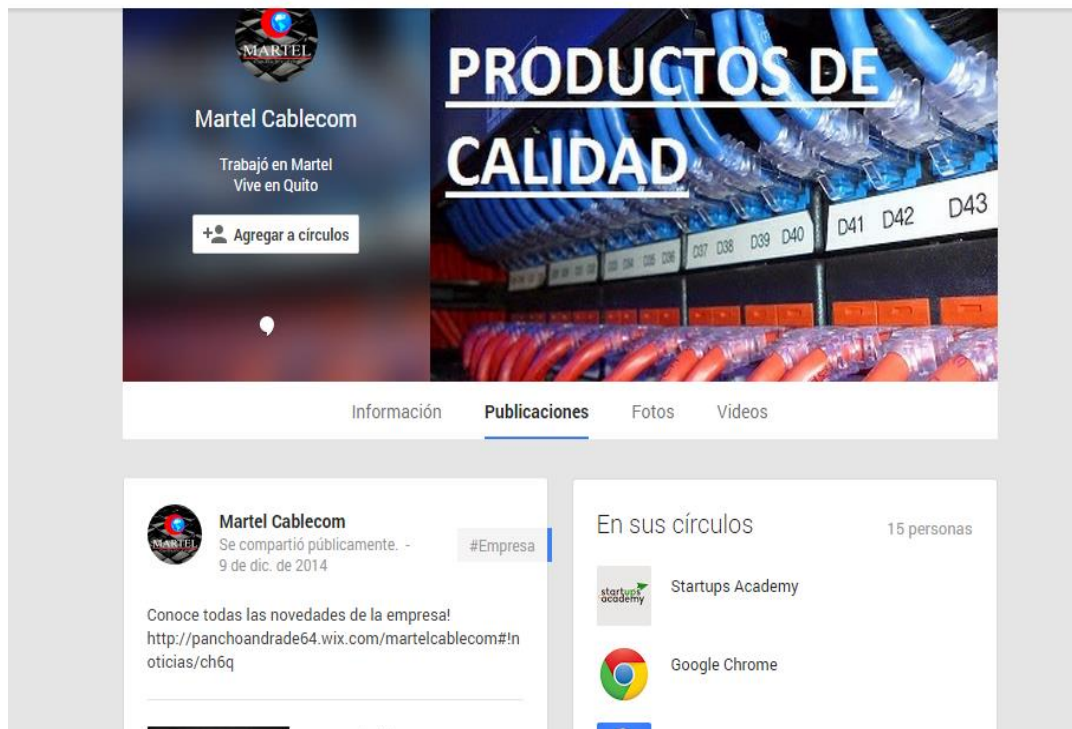 MARTEL
Martel Cablecom
Trabajó en Martel
Vive en Quito
Agregar a círculos
PRODUCTOS DE
CALIDAD
D37 D38 D39 D40 D41 D42 D43
Información Publicaciones Fotos Videos
MARTEL
Martel Cablecom
Se compartió públicamente. -
9 de dic. de 2014
#Empresa
Conoce todas las novedades de la empresa!
http://panchoandrade64.wix.com/martelcablecom#!n
oticias/ch6q
En sus círculos
15 personas
startups
academy
Startups Academy
Google Chrome